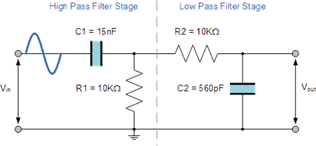 High Pass Filter Stage
Low Pass Filter Stage
C1 = 15nF
R2 = 10KΩ
Vin
R1 = 10KΩ
C2 = 560pF
Vout